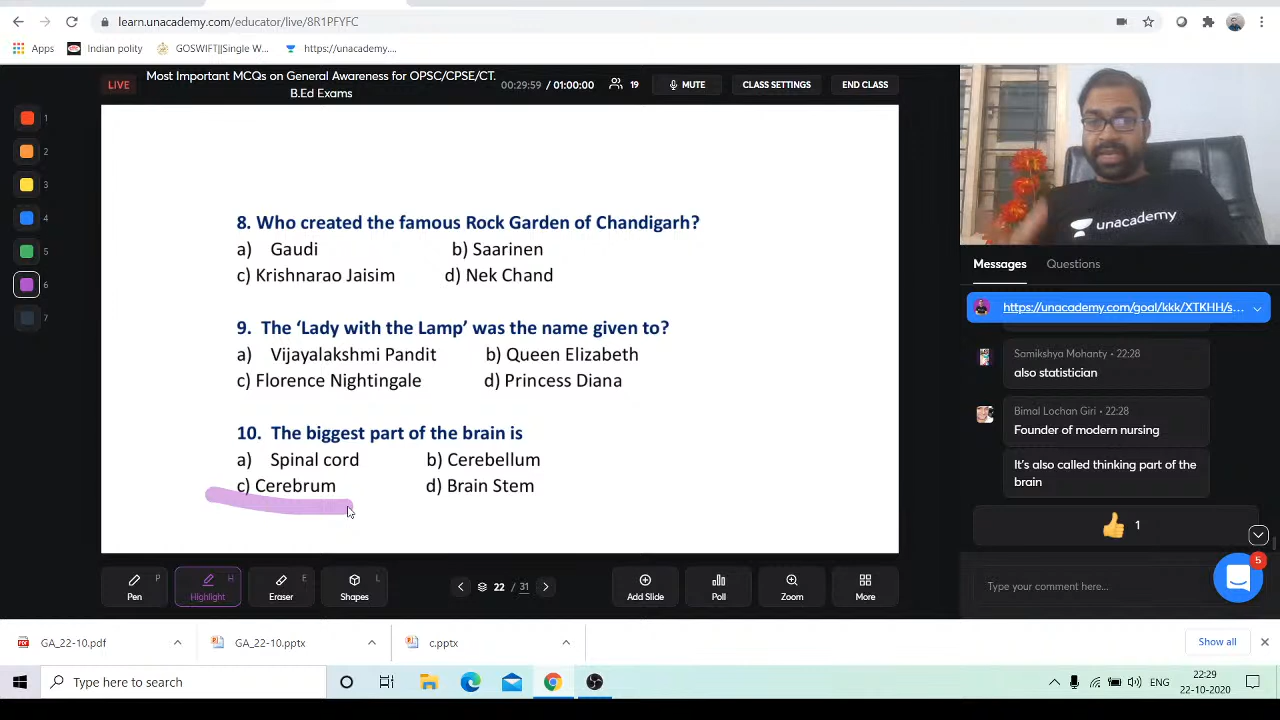 learn.unacademy.com/educator/live/8R1PFYFC
Apps
Indian polity
GOSWIFT||Single W...
https://unacademy....
LIVE
Most Important MCQs on General Awareness for OPSC/CPSE/CT.
B.Ed Exams
00:29:59 / 01:00:00
19
MUTE
CLASS SETTINGS
END CLASS
1
2
3
4
5
6
7
8. Who created the famous Rock Garden of Chandigarh?
a) Gaudi b) Saarinen
c) Krishnarao Jaisim d) Nek Chand
9. The ‘Lady with the Lamp’ was the name given to?
a) Vijayalakshmi Pandit b) Queen Elizabeth
c) Florence Nightingale d) Princess Diana
10. The biggest part of the brain is
a) Spinal cord b) Cerebellum
c) Cerebrum d) Brain Stem
unacademy
Messages Questions
https://unacademy.com/goal/kkk/XTKHH/s...
Samikshya Mohanty • 22:28
also statistician
Bimal Lochan Giri • 22:28
Founder of modern nursing
It's also called thinking part of the
brain
1
5
Type your comment here...
P
Pen
H
Highlight
E
Eraser
L
Shapes
22 / 31
Add Slide
Poll
Zoom
More
GA_22-10.pdf
GA_22-10.pptx
c.pptx
Show all
Type here to search
ENG
22:29
22-10-2020